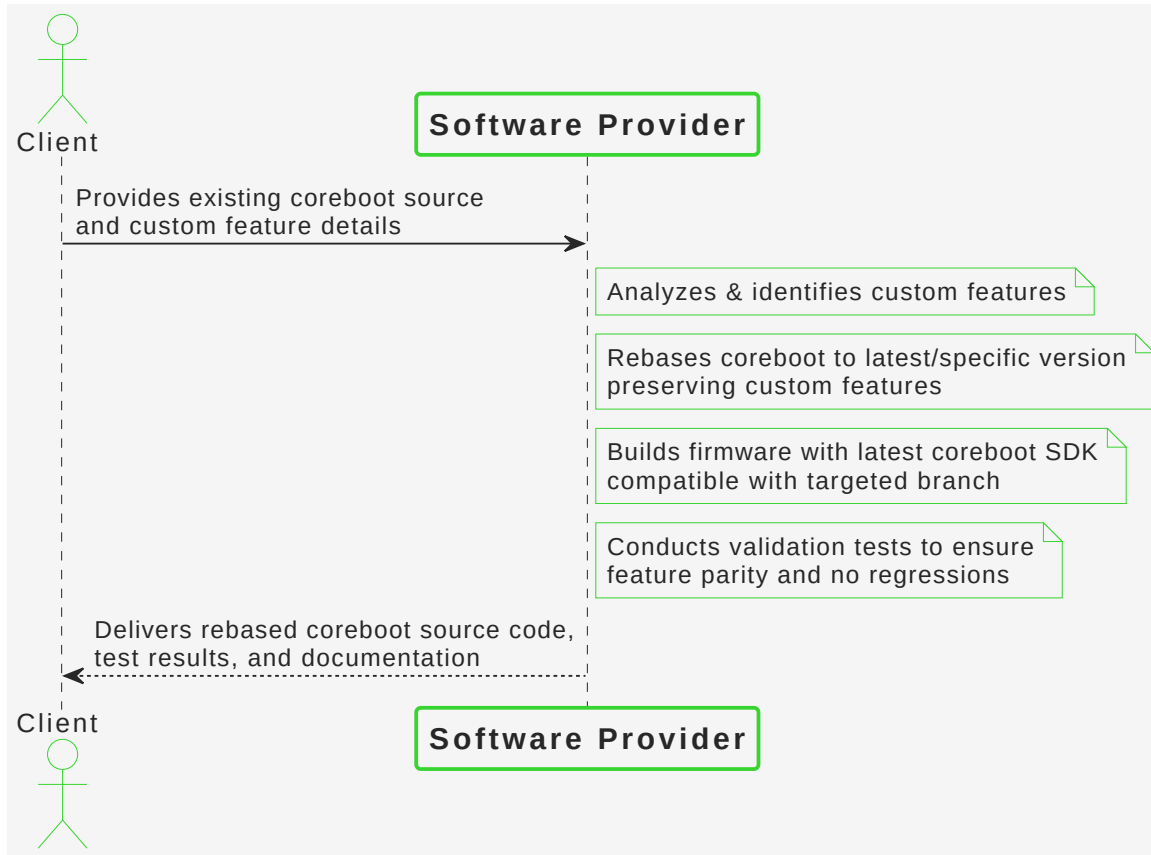 Client
Software Provider
Provides existing coreboot source
and custom feature details
Analyzes & identifies custom features
Rebases coreboot to latest/specific version
preserving custom features
Builds firmware with latest coreboot SDK
compatible with targeted branch
Conducts validation tests to ensure
feature parity and no regressions
Delivers rebased coreboot source code,
test results, and documentation
Client
Software Provider